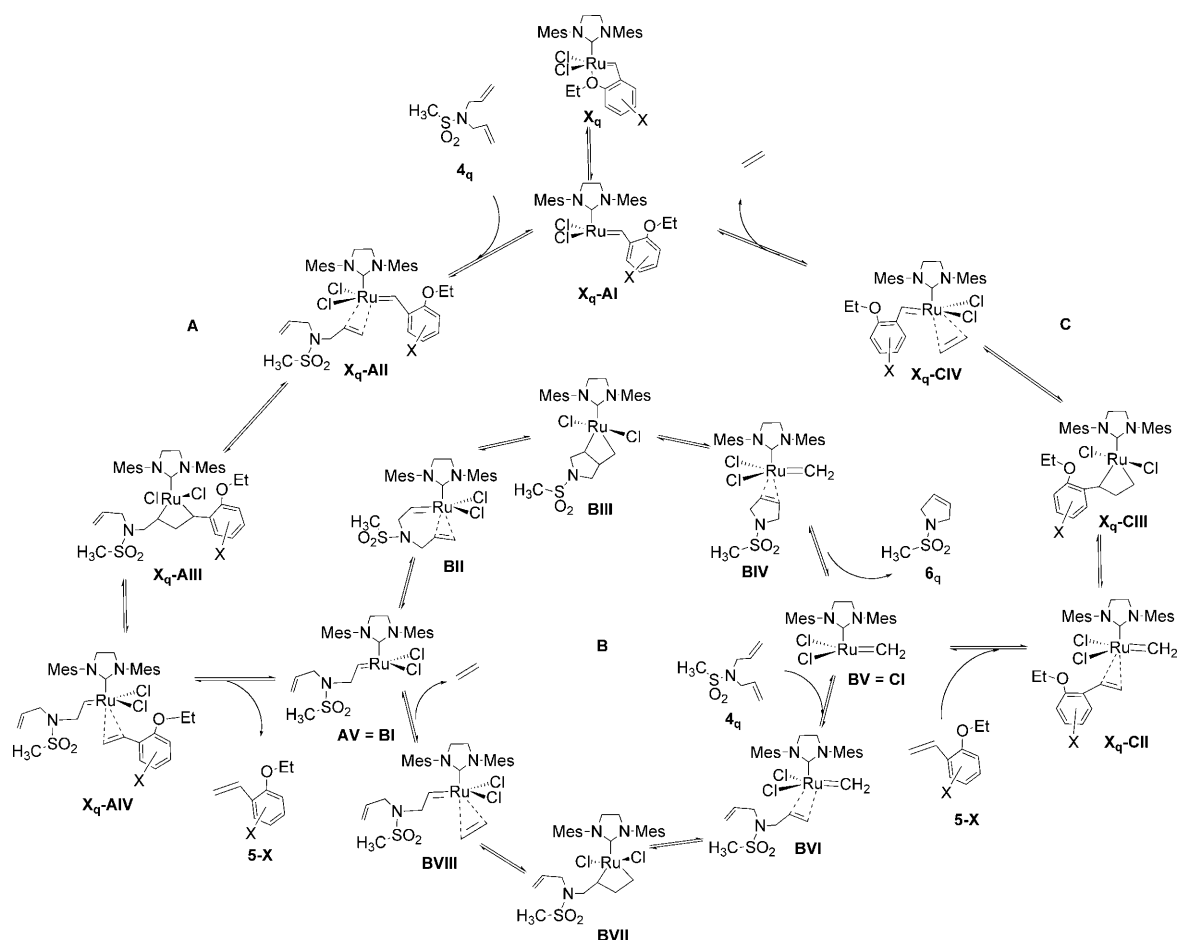 Mes-N N-Mes
Cl
Cl Ru
O
Et
X
Xq
H3C
S N
O2
4q
Mes-N N-Mes
Cl
Cl Ru
O-Et
X
Xq-AI
Mes-N N-Mes
Cl
Cl Ru
O-Et
N
H3C-SO2
X
Xq-AII
A
Mes-N N-Mes
Et-O
Ru Cl
Cl
X
Xq-CIV
C
Mes-N N-Mes
Cl Ru
Cl
N
H3C-S
O2
BIII
Mes-N N-Mes
Cl
Cl Ru=CH2
N
H3C-SO2
BIV
Mes-N N-Mes
Ru Cl
Cl
H3C
O2S-N
BII
Mes-N N-Mes
Cl Cl
Ru
O-Et
N
H3C-SO2
X
Xq-AIII
Mes-N N-Mes
Cl Ru
Cl
Et-O
X
Xq-CIII
N
H3C-SO2
6q
Mes-N N-Mes
Ru Cl
Cl
N
H3C-SO2
AV = BI
B
H3C
S-N
O2
4q
Mes-N N-Mes
Cl
Cl Ru=CH2
BV = CI
Mes-N N-Mes
Cl
Cl Ru=CH2
Et-O
X
Xq-CII
Mes-N N-Mes
Ru Cl
Cl
N
H3C-SO2
O-Et
X
Xq-AIV
O-Et
X
5-X
Mes-N N-Mes
Ru Cl
Cl
N
H3C-SO2
BVIII
Mes-N N-Mes
Cl-Ru Cl
N
H3C-SO2
BVII
Mes-N N-Mes
Cl
Cl Ru=CH2
N
H3C-SO2
BVI
O-Et
X
5-X